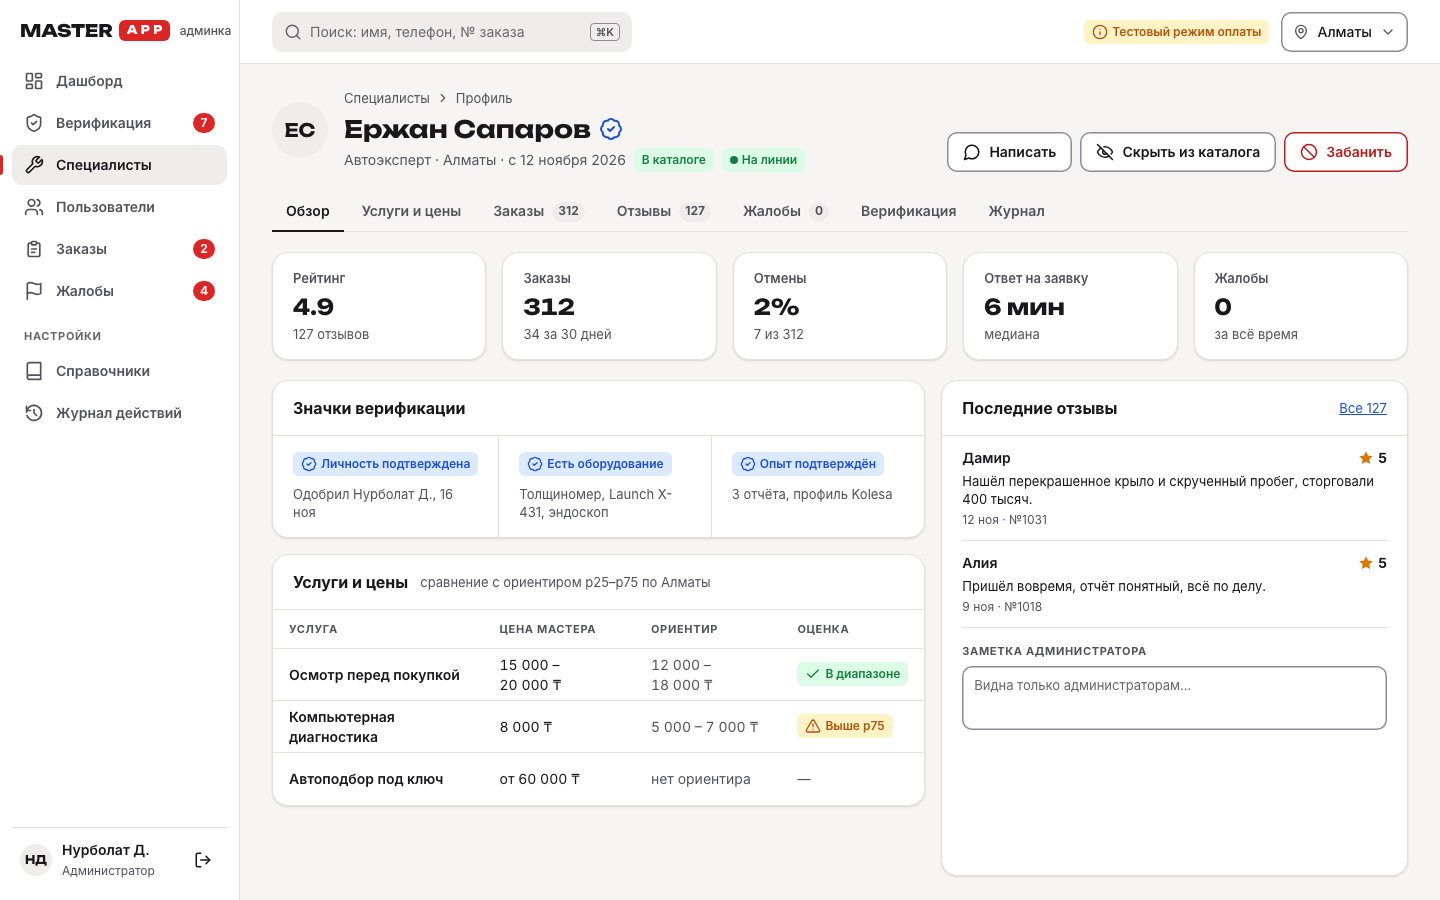 MASTER APP админка
Поиск: имя, телефон, № заказа ⌘K
Тестовый режим оплаты
Алматы
Дашборд
Верификация 7
Специалисты
Пользователи
Заказы 2
Жалобы 4
НАСТРОЙКИ
Справочники
Журнал действий
НД
Нурболат Д.
Администратор
ЕС
Специалисты > Профиль
Ержан Сапаров
Автоэксперт · Алматы · с 12 ноября 2026 В каталоге На линии
Написать
Скрыть из каталога
Забанить
Обзор Услуги и цены Заказы 312 Отзывы 127 Жалобы 0 Верификация Журнал
Рейтинг
4.9
127 отзывов
Заказы
312
34 за 30 дней
Отмены
2%
7 из 312
Ответ на заявку
6 мин
медиана
Жалобы
0
за всё время
Значки верификации
Личность подтверждена
Одобрил Нурболат Д., 16
ноя
Есть оборудование
Толщиномер, Launch X-
431, эндоскоп
Опыт подтверждён
3 отчёта, профиль Kolesa
Услуги и цены сравнение с ориентиром p25–p75 по Алматы
УСЛУГА ЦЕНА МАСТЕРА ОРИЕНТИР ОЦЕНКА
Осмотр перед покупкой
15 000 –
20 000 ₸
12 000 –
18 000 ₸
В диапазоне
Компьютерная
диагностика
8 000 ₸
5 000 – 7 000 ₸
Выше p75
Автоподбор под ключ от 60 000 ₸ нет ориентира —
Последние отзывы Все 127
Дамир 5
Нашёл перекрашенное крыло и скрученный пробег, сторговали
400 тысяч.
12 ноя · №1031
Алия 5
Пришёл вовремя, отчёт понятный, всё по делу.
9 ноя · №1018
ЗАМЕТКА АДМИНИСТРАТОРА
Видна только администраторам...